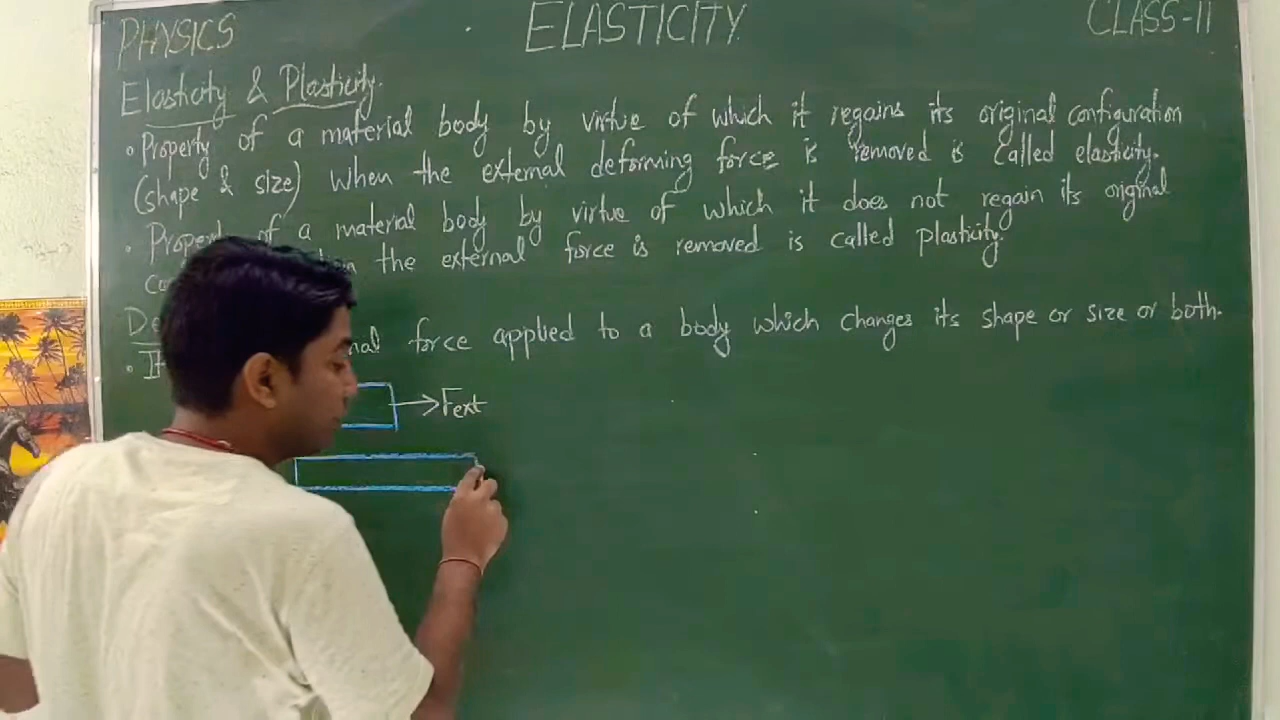 PHYSICS ELASTICITY CLASS-11
Elasticity & Plasticity.
• Property of a material body by virtue of which it regains its original configuration
(shape & size) when the external deforming force is removed is called elasticity.
• Property of a material body by virtue of which it does not regain its original
the external force is removed is called plasticity.
force applied to a body which changes its shape or size or both.
Fext